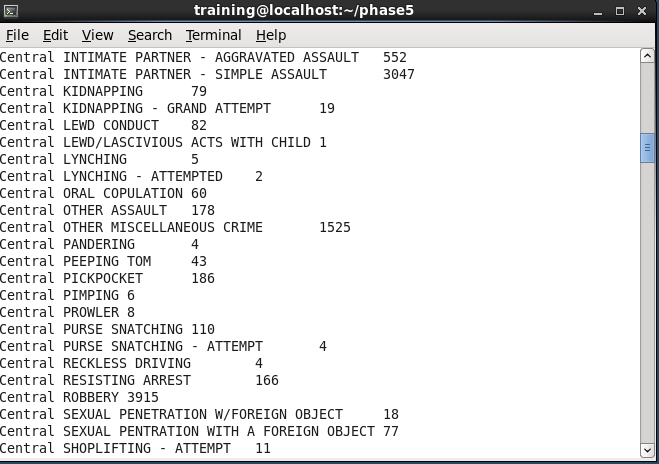 training@localhost:~/phase5
File Edit View Search Terminal Help
Central INTIMATE PARTNER - AGGRAVATED ASSAULT 552
Central INTIMATE PARTNER - SIMPLE ASSAULT 3047
Central KIDNAPPING 79
Central KIDNAPPING - GRAND ATTEMPT 19
Central LEWD CONDUCT 82
Central LEWD/LASCIVIOUS ACTS WITH CHILD 1
Central LYNCHING 5
Central LYNCHING - ATTEMPTED 2
Central ORAL COPULATION 60
Central OTHER ASSAULT 178
Central OTHER MISCELLANEOUS CRIME 1525
Central PANDERING 4
Central PEEPING TOM 43
Central PICKPOCKET 186
Central PIMPING 6
Central PROWLER 8
Central PURSE SNATCHING 110
Central PURSE SNATCHING - ATTEMPT 4
Central RECKLESS DRIVING 4
Central RESISTING ARREST 166
Central ROBBERY 3915
Central SEXUAL PENETRATION W/FOREIGN OBJECT 18
Central SEXUAL PENTRATION WITH A FOREIGN OBJECT 77
Central SHOPLIFTING - ATTEMPT 11